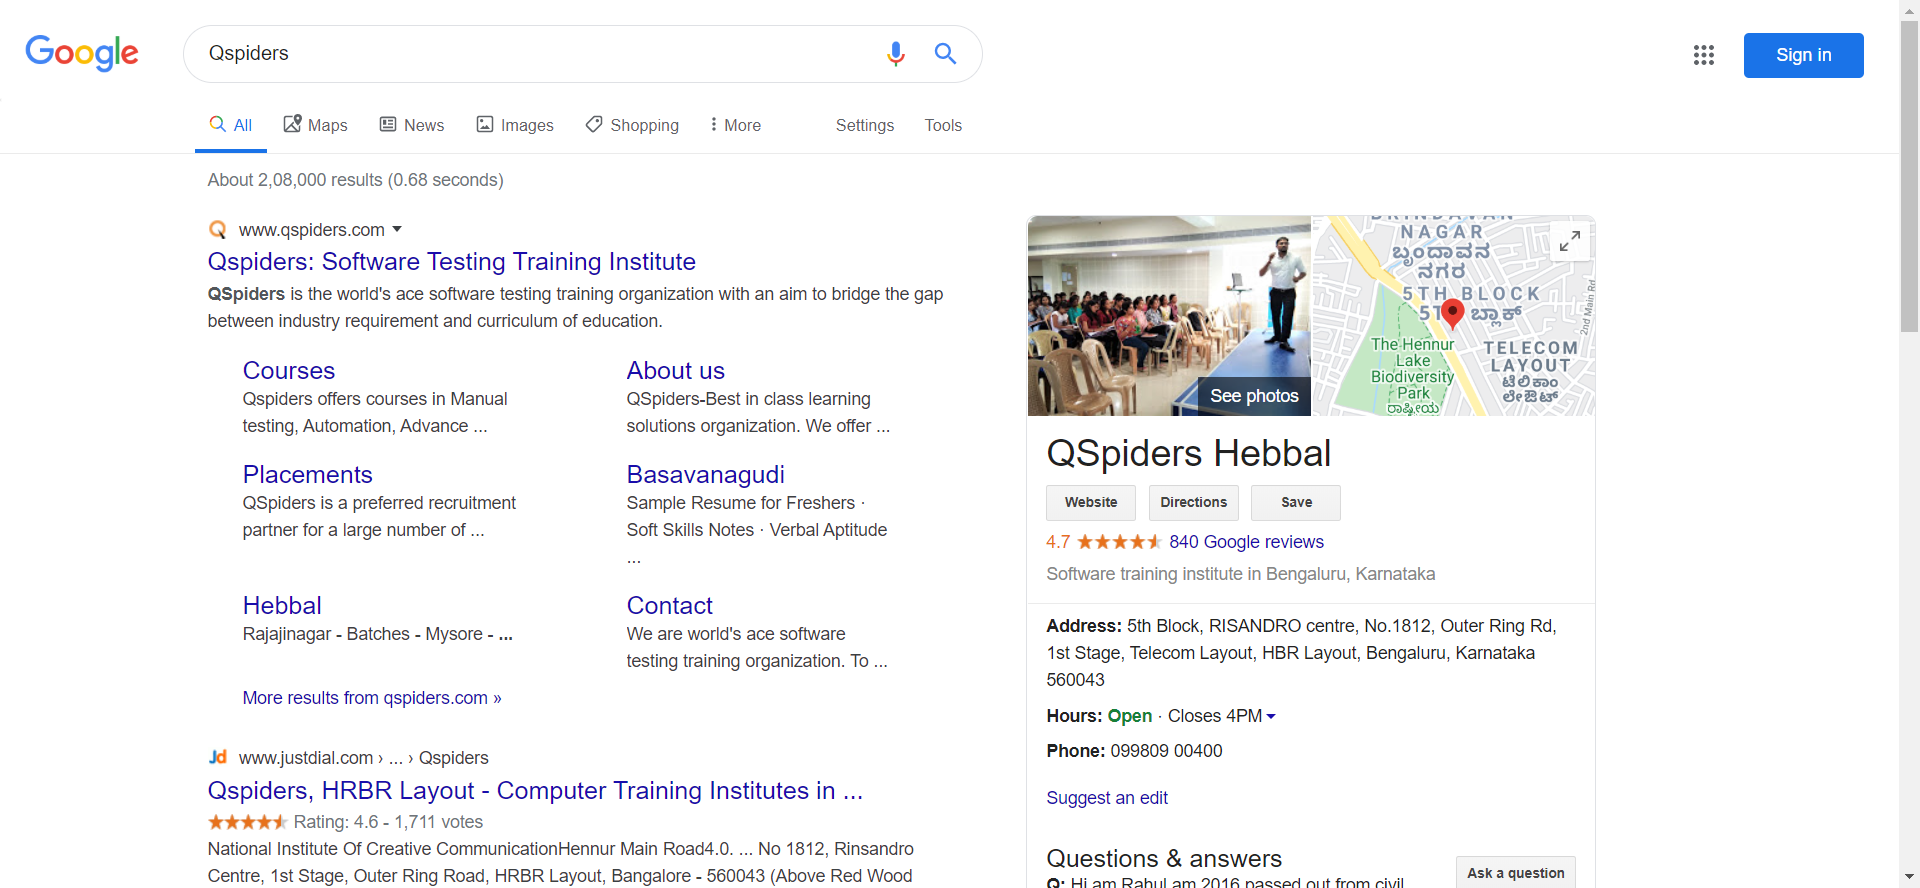 Google
Qspiders
Sign in
All
Maps
News
Images
Shopping
More
Settings
Tools
About 2,08,000 results (0.68 seconds)
www.qspiders.com
Qspiders: Software Testing Training Institute
QSpiders is the world's ace software testing training organization with an aim to bridge the gap
between industry requirement and curriculum of education.
Courses
Qspiders offers courses in Manual
testing, Automation, Advance ...
About us
QSpiders-Best in class learning
solutions organization. We offer ...
Placements
QSpiders is a preferred recruitment
partner for a large number of ...
Basavanagudi
Sample Resume for Freshers ·
Soft Skills Notes · Verbal Aptitude
...
Hebbal
Rajajinagar - Batches - Mysore - ...
Contact
We are world's ace software
testing training organization. To ...
More results from qspiders.com »
Jd www.justdial.com › ... › Qspiders
Qspiders, HRBR Layout - Computer Training Institutes in ...
Rating: 4.6 - 1,711 votes
National Institute Of Creative CommunicationHennur Main Road4.0. ... No 1812, Rinsandro
Centre, 1st Stage, Outer Ring Road, HRBR Layout, Bangalore - 560043 (Above Red Wood
See photos
BRINDAVAN
NAGAR
ಬೃಂದಾವನ
ನಗರ
5TH BLOCK
ಬ್ಲಾಕ್
2nd Main Rd
The Hennur
Lake
Biodiversity
Park
ರಾಷ್ಟ್ರೀಯ
TELECOM
LAYOUT
ಟೆಲಿಕಾಂ
ಲೇಔಟ್
QSpiders Hebbal
Website
Directions
Save
4.7
840 Google reviews
Software training institute in Bengaluru, Karnataka
Address: 5th Block, RISANDRO centre, No.1812, Outer Ring Rd,
1st Stage, Telecom Layout, HBR Layout, Bengaluru, Karnataka
560043
Hours: Open · Closes 4PM
Phone: 099809 00400
Suggest an edit
Questions & answers
Ask a question
Q: Hi am Rahul am 2016 passed out from civil